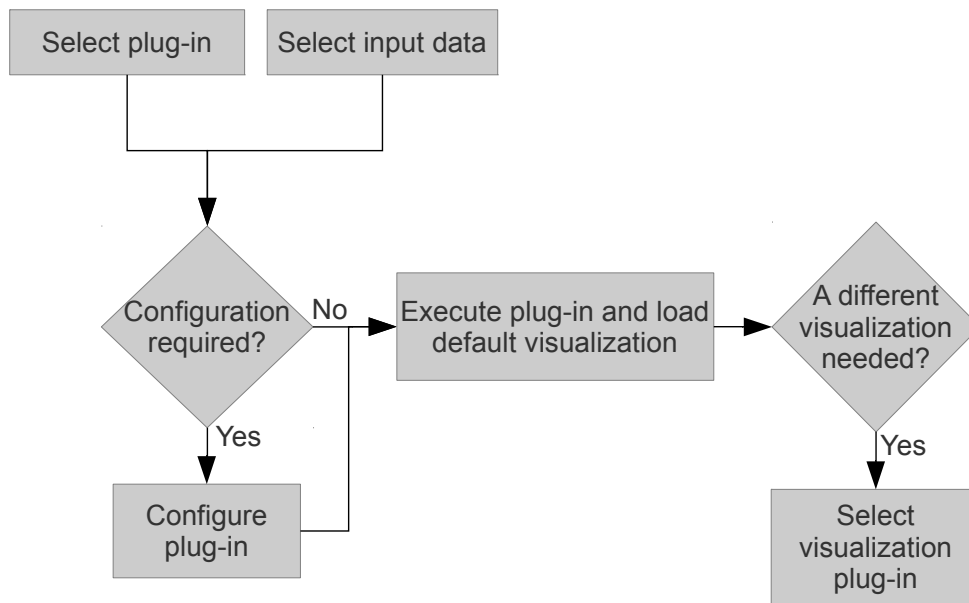 Select plug-in
Select input data
Configuration
required?
No
Execute plug-in and load
default visualization
A different
visualization
needed?
Yes
Yes
Configure
plug-in
Select
visualization
plug-in